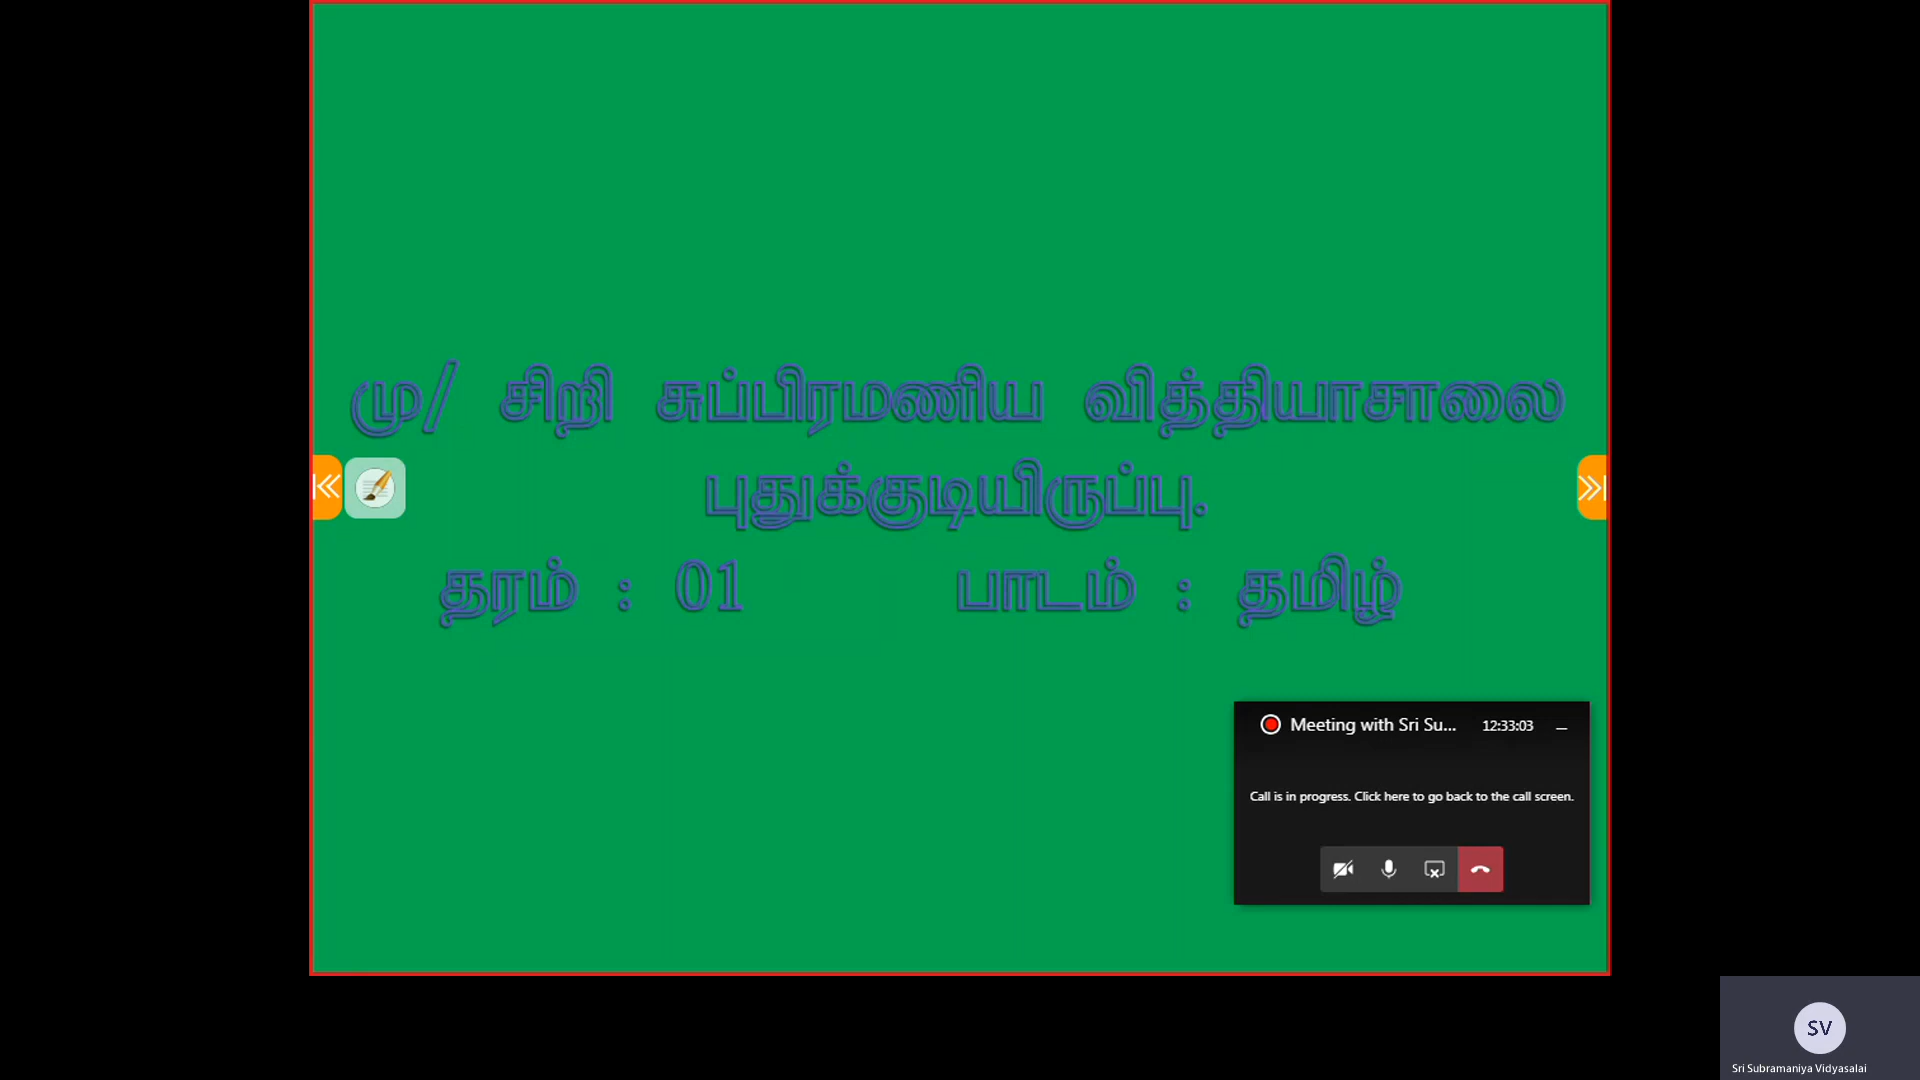 மு/ சிறி சுப்பிரமணிய வித்தியாசாலை
புதுக்குடியிருப்பு.
தரம் : 01 பாடம் : தமிழ்
Meeting with Sri Su... 12:33:03
Call is in progress. Click here to go back to the call screen.
SV
Sri Subramaniya Vidyasalai